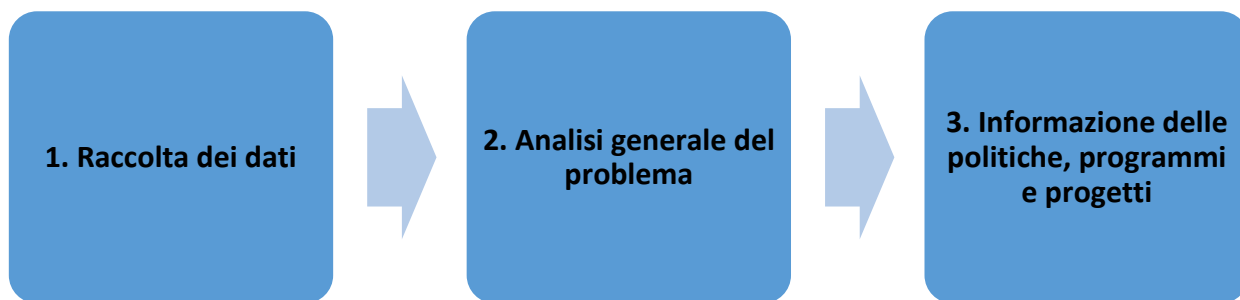 1. Raccolta dei dati
2. Analisi generale del
problema
3. Informazione delle
politiche, programmi
e progetti